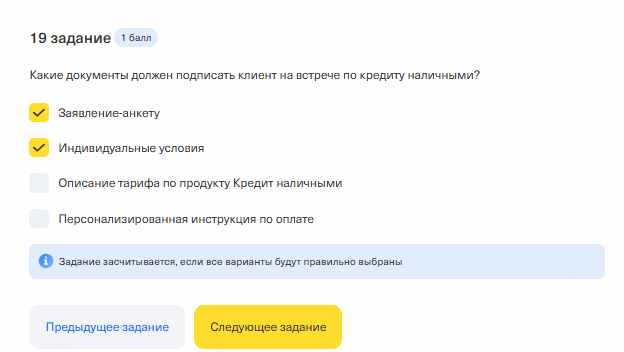 19 задание 1 балл
Какие документы должен подписать клиент на встрече по кредиту наличными?
Заявление-анкету
Индивидуальные условия
Описание тарифа по продукту Кредит наличными
Персонализированная инструкция по оплате
Задание засчитывается, если все варианты будут правильно выбраны
Предыдущее задание Следующее задание